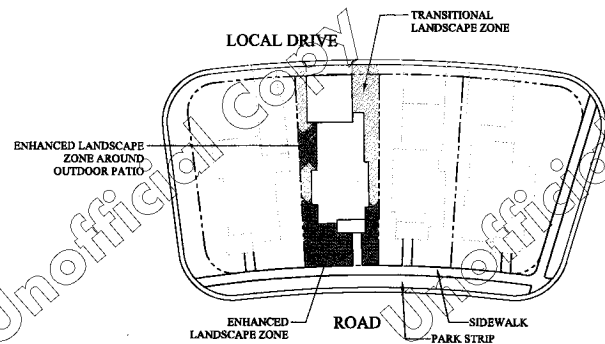 TRANSITIONAL
LANDSCAPE ZONE
LOCAL DRIVE
ENHANCED LANDSCAPE
ZONE AROUND
OUTDOOR PATIO
ENHANCED
LANDSCAPE ZONE
ROAD
SIDEWALK
PARK STRIP
Unofficial Copy
Unofficial